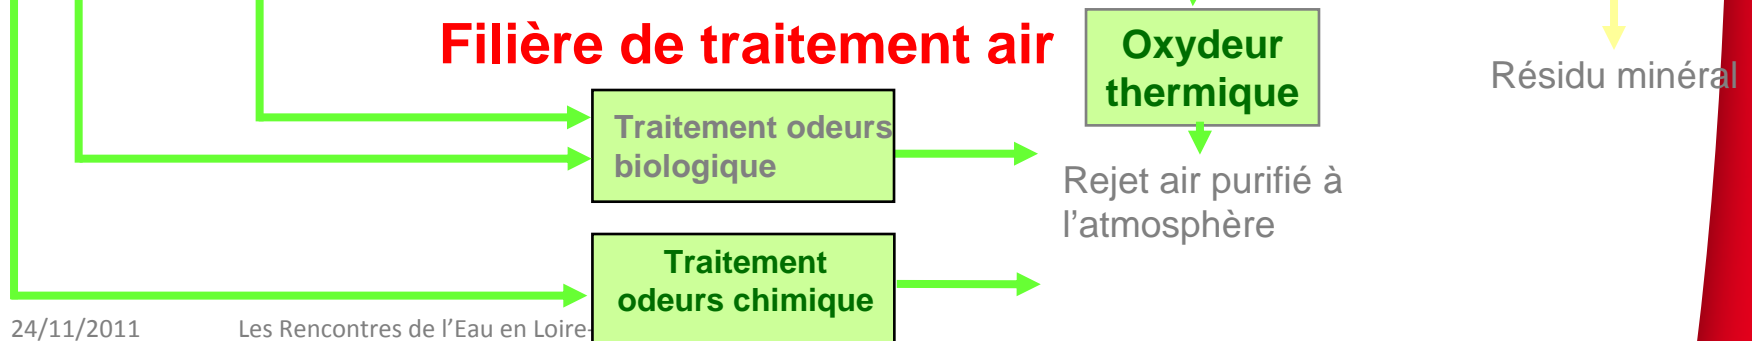 Filière de traitement air
Oxydeur
thermique
Résidu minéral
Traitement odeurs
biologique
Rejet air purifié à
l’atmosphère
Traitement
odeurs chimique
24/11/2011
Les Rencontres de l’Eau en Loire-